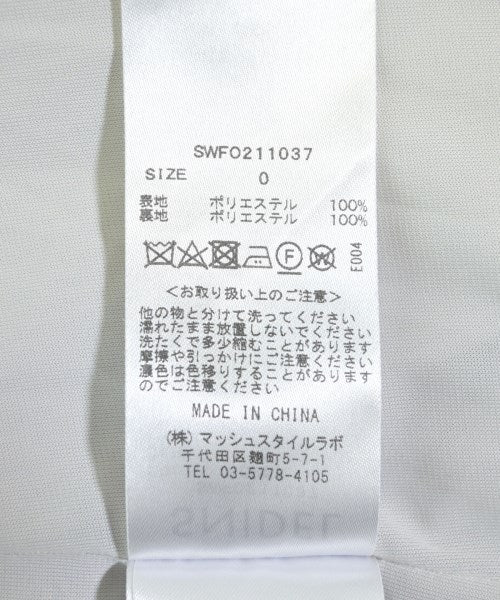 SWFO211037
SIZE 0
表地 ポリエステル 100%
裏地 ポリエステル 100%
F W E004
<お取り扱い上のご注意>
他の物と分けて洗ってください
濡れたまま放置しないでください
洗たくで多少縮むことがあります
摩擦や引っかけにご注意ください
濃色は色移りすることがあります
のでご注意ください
MADE IN CHINA
(株) マッシュスタイルラボ
千代田区麹町5-7-1
TEL 03-5778-4105
SNIDEL